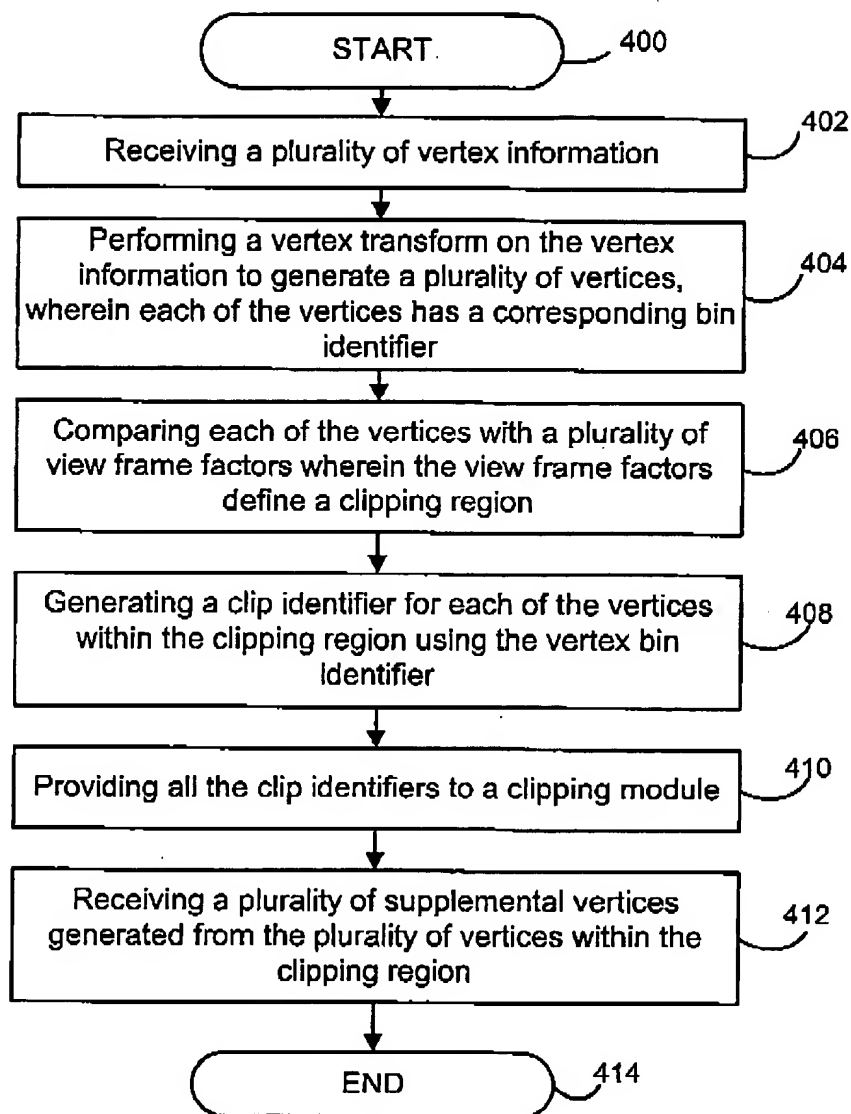 START
400
402
Receiving a plurality of vertex information
Performing a vertex transform on the vertex
information to generate a plurality of vertices,
wherein each of the vertices has a corresponding bin
identifier
404
Comparing each of the vertices with a plurality of
view frame factors wherein the view frame factors
define a clipping region
406
Generating a clip identifier for each of the vertices
within the clipping region using the vertex bin
identifier
408
Providing all the clip identifiers to a clipping module
410
Receiving a plurality of supplemental vertices
generated from the plurality of vertices within the
clipping region
412
END
414